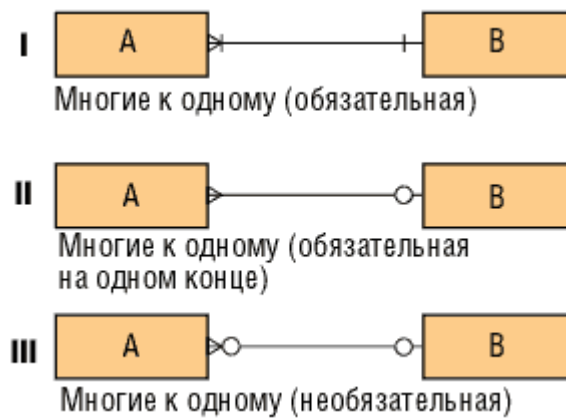 I A B
Многие к одному (обязательная)
II A B
Многие к одному (обязательная
на одном конце)
III A B
Многие к одному (необязательная)